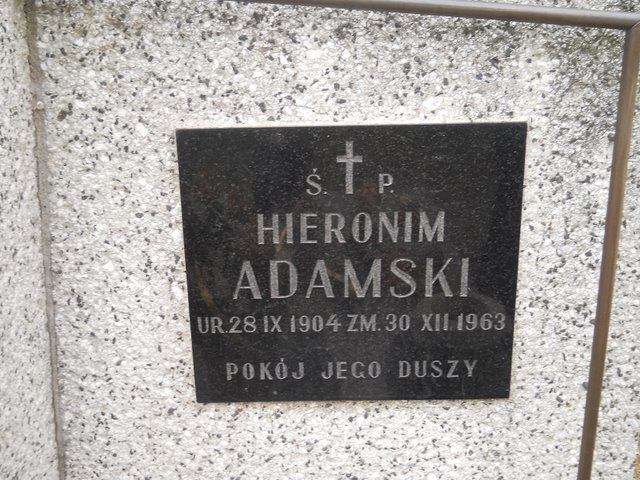 Ś. P.
HIERONIM
ADAMSKI
UR. 28 IX 1904 ZM. 30 XII 1963
POKÓJ JEGO DUSZY